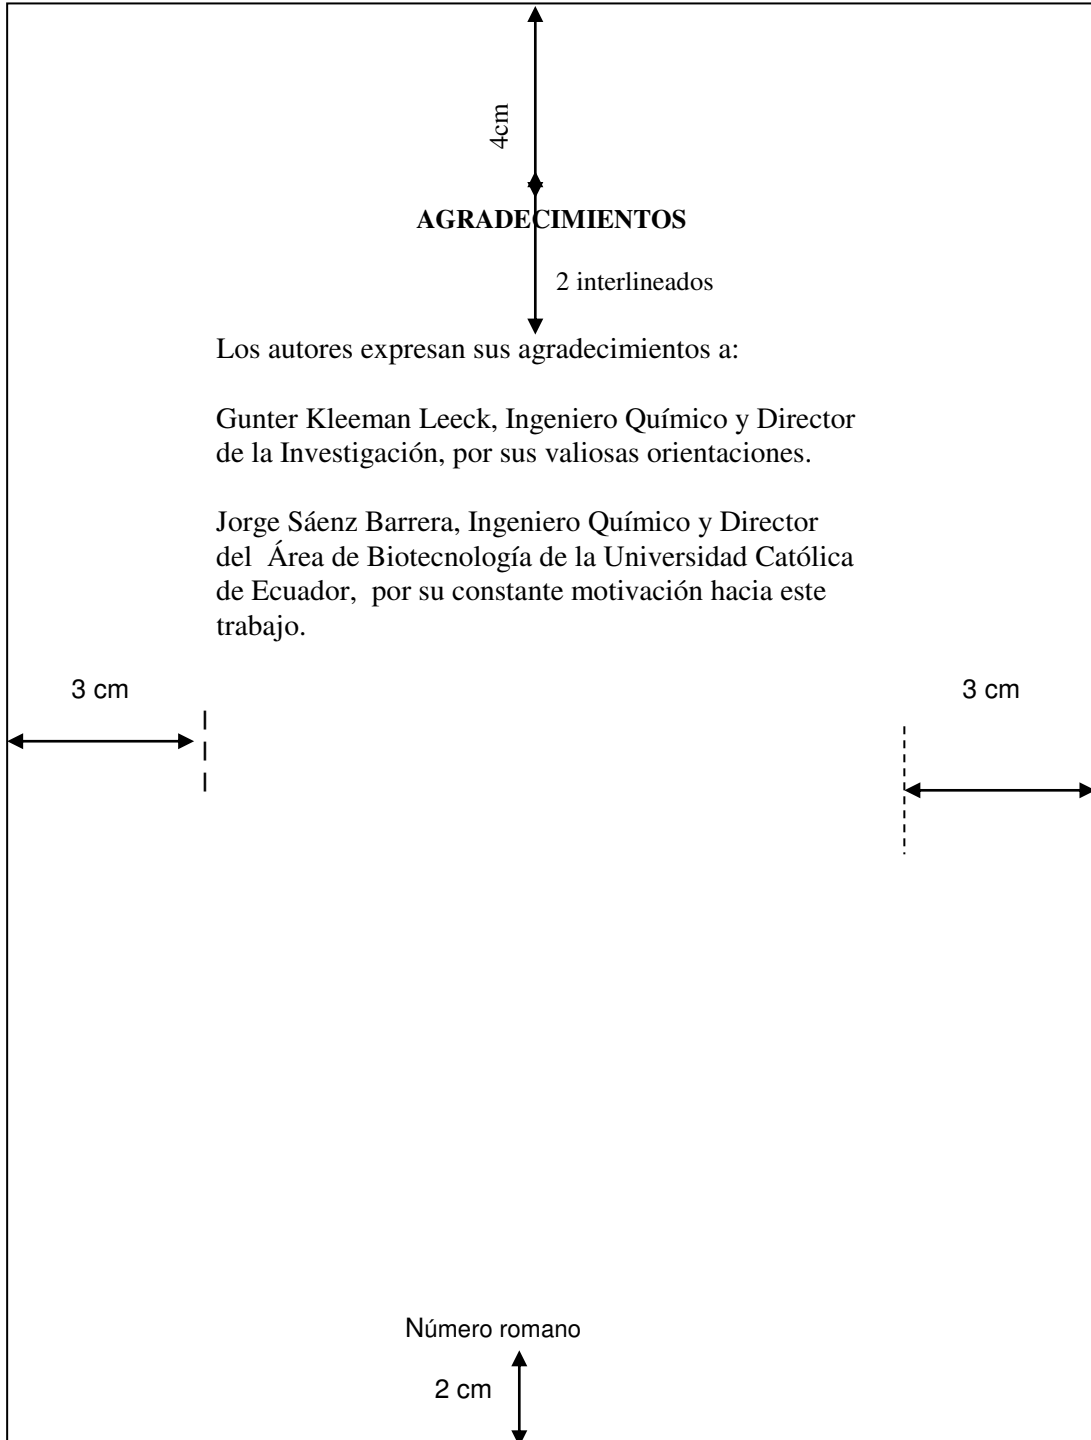 4cm
AGRADECIMIENTOS
2 interlineados
Los autores expresan sus agradecimientos a:
Gunter Kleeman Leeck, Ingeniero Químico y Director
de la Investigación, por sus valiosas orientaciones.
Jorge Sáenz Barrera, Ingeniero Químico y Director
del Área de Biotecnología de la Universidad Católica
de Ecuador, por su constante motivación hacia este
trabajo.
3 cm
3 cm
Número romano
2 cm